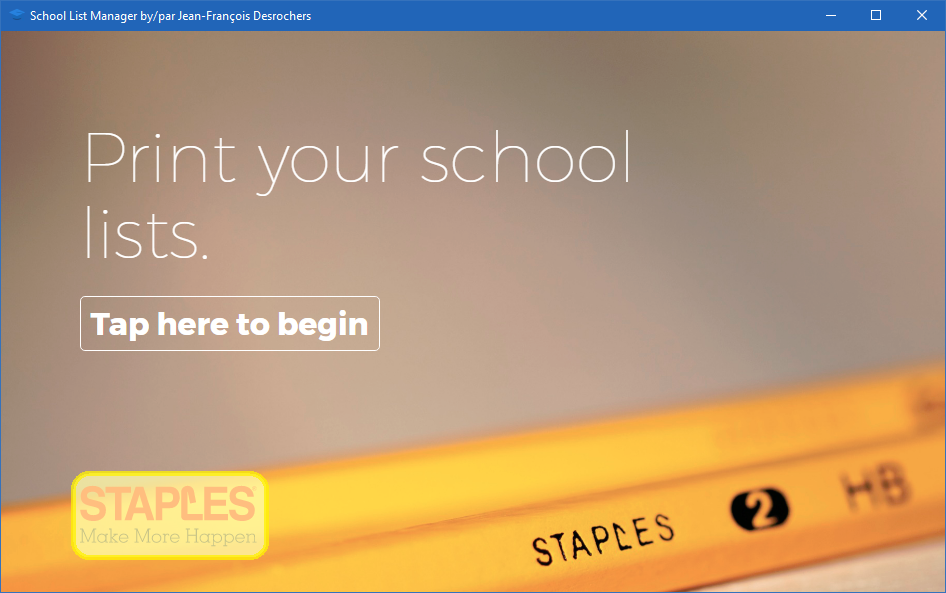 School List Manager by/par Jean-François Desrochers
Print your school
lists.
Tap here to begin
STAPLES
Make More Happen
STAPLES 2 HB